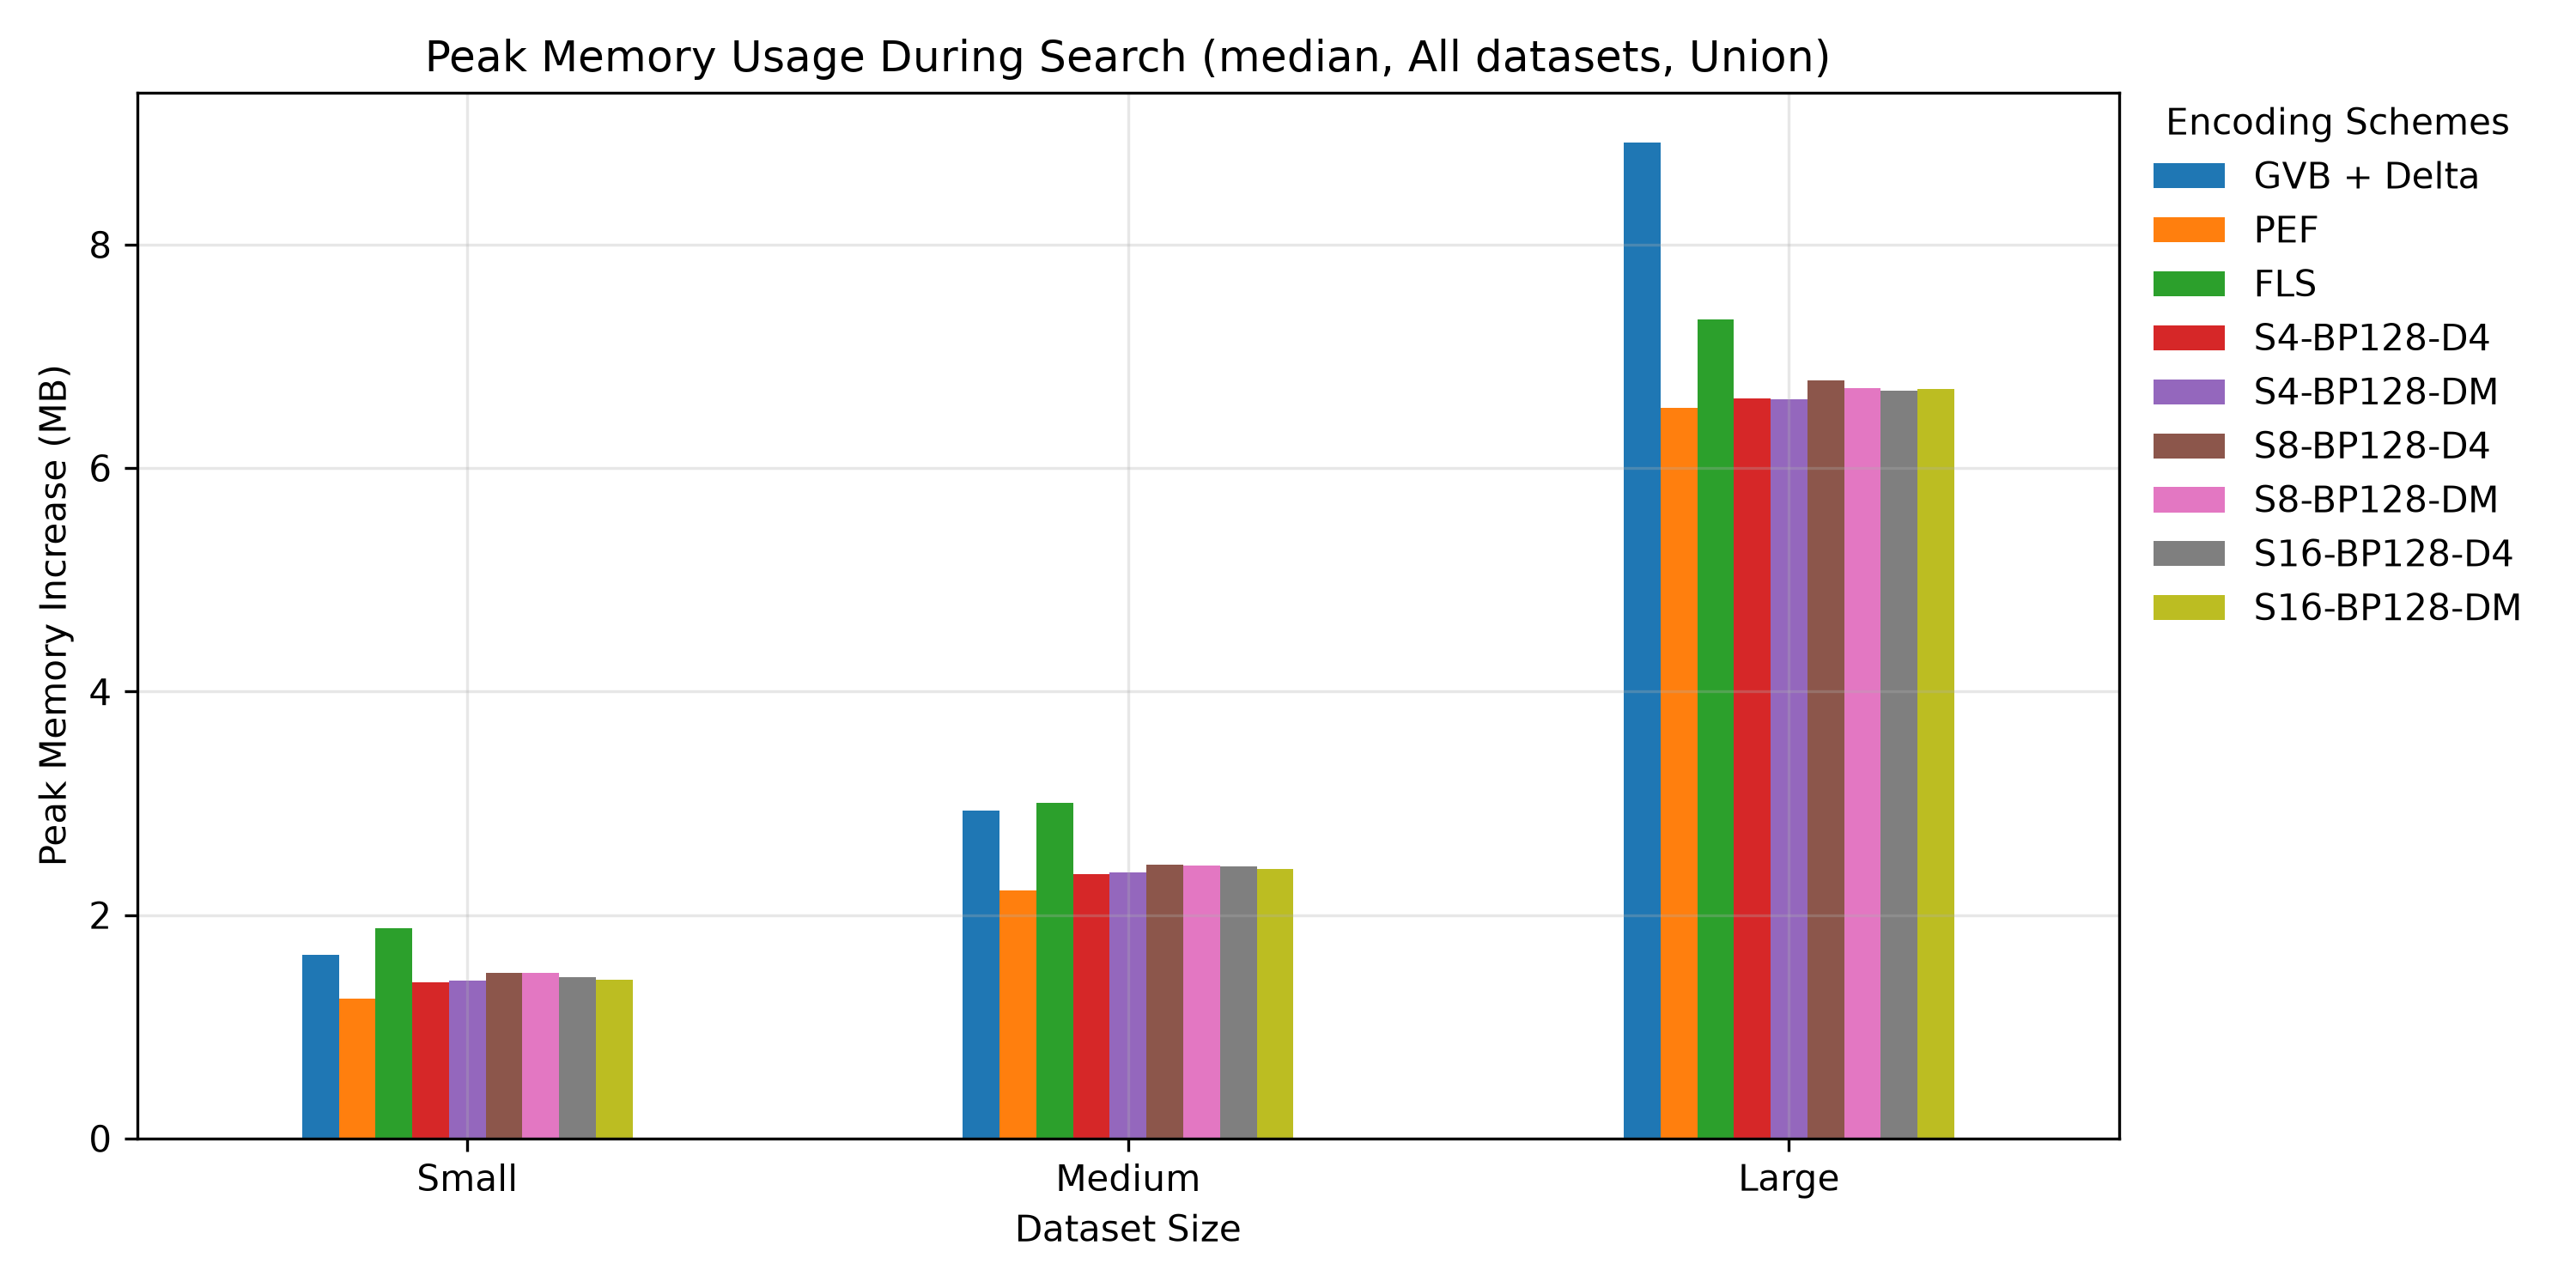 Peak Memory Usage During Search (median, All datasets, Union)
Peak Memory Increase (MB)
8
6
4
2
0
Small
Medium
Large
Dataset Size
Encoding Schemes
GVB + Delta
PEF
FLS
S4-BP128-D4
S4-BP128-DM
S8-BP128-D4
S8-BP128-DM
S16-BP128-D4
S16-BP128-DM